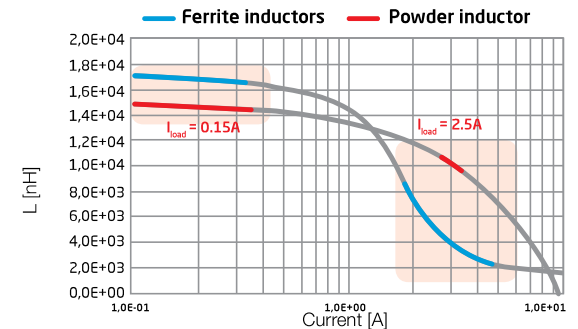 Ferrite inductors Powder inductor
2,0E+04
1,8E+04
1,6E+04
1,4E+04
1,2E+04
1,0E+04
8,0E+03
6,0E+03
4,0E+03
2,0E+03
0,0E+00
L [nH]
Iload = 0.15A
Iload = 2.5A
1,0E-01 1,0E+00 1,0E+01
Current [A]